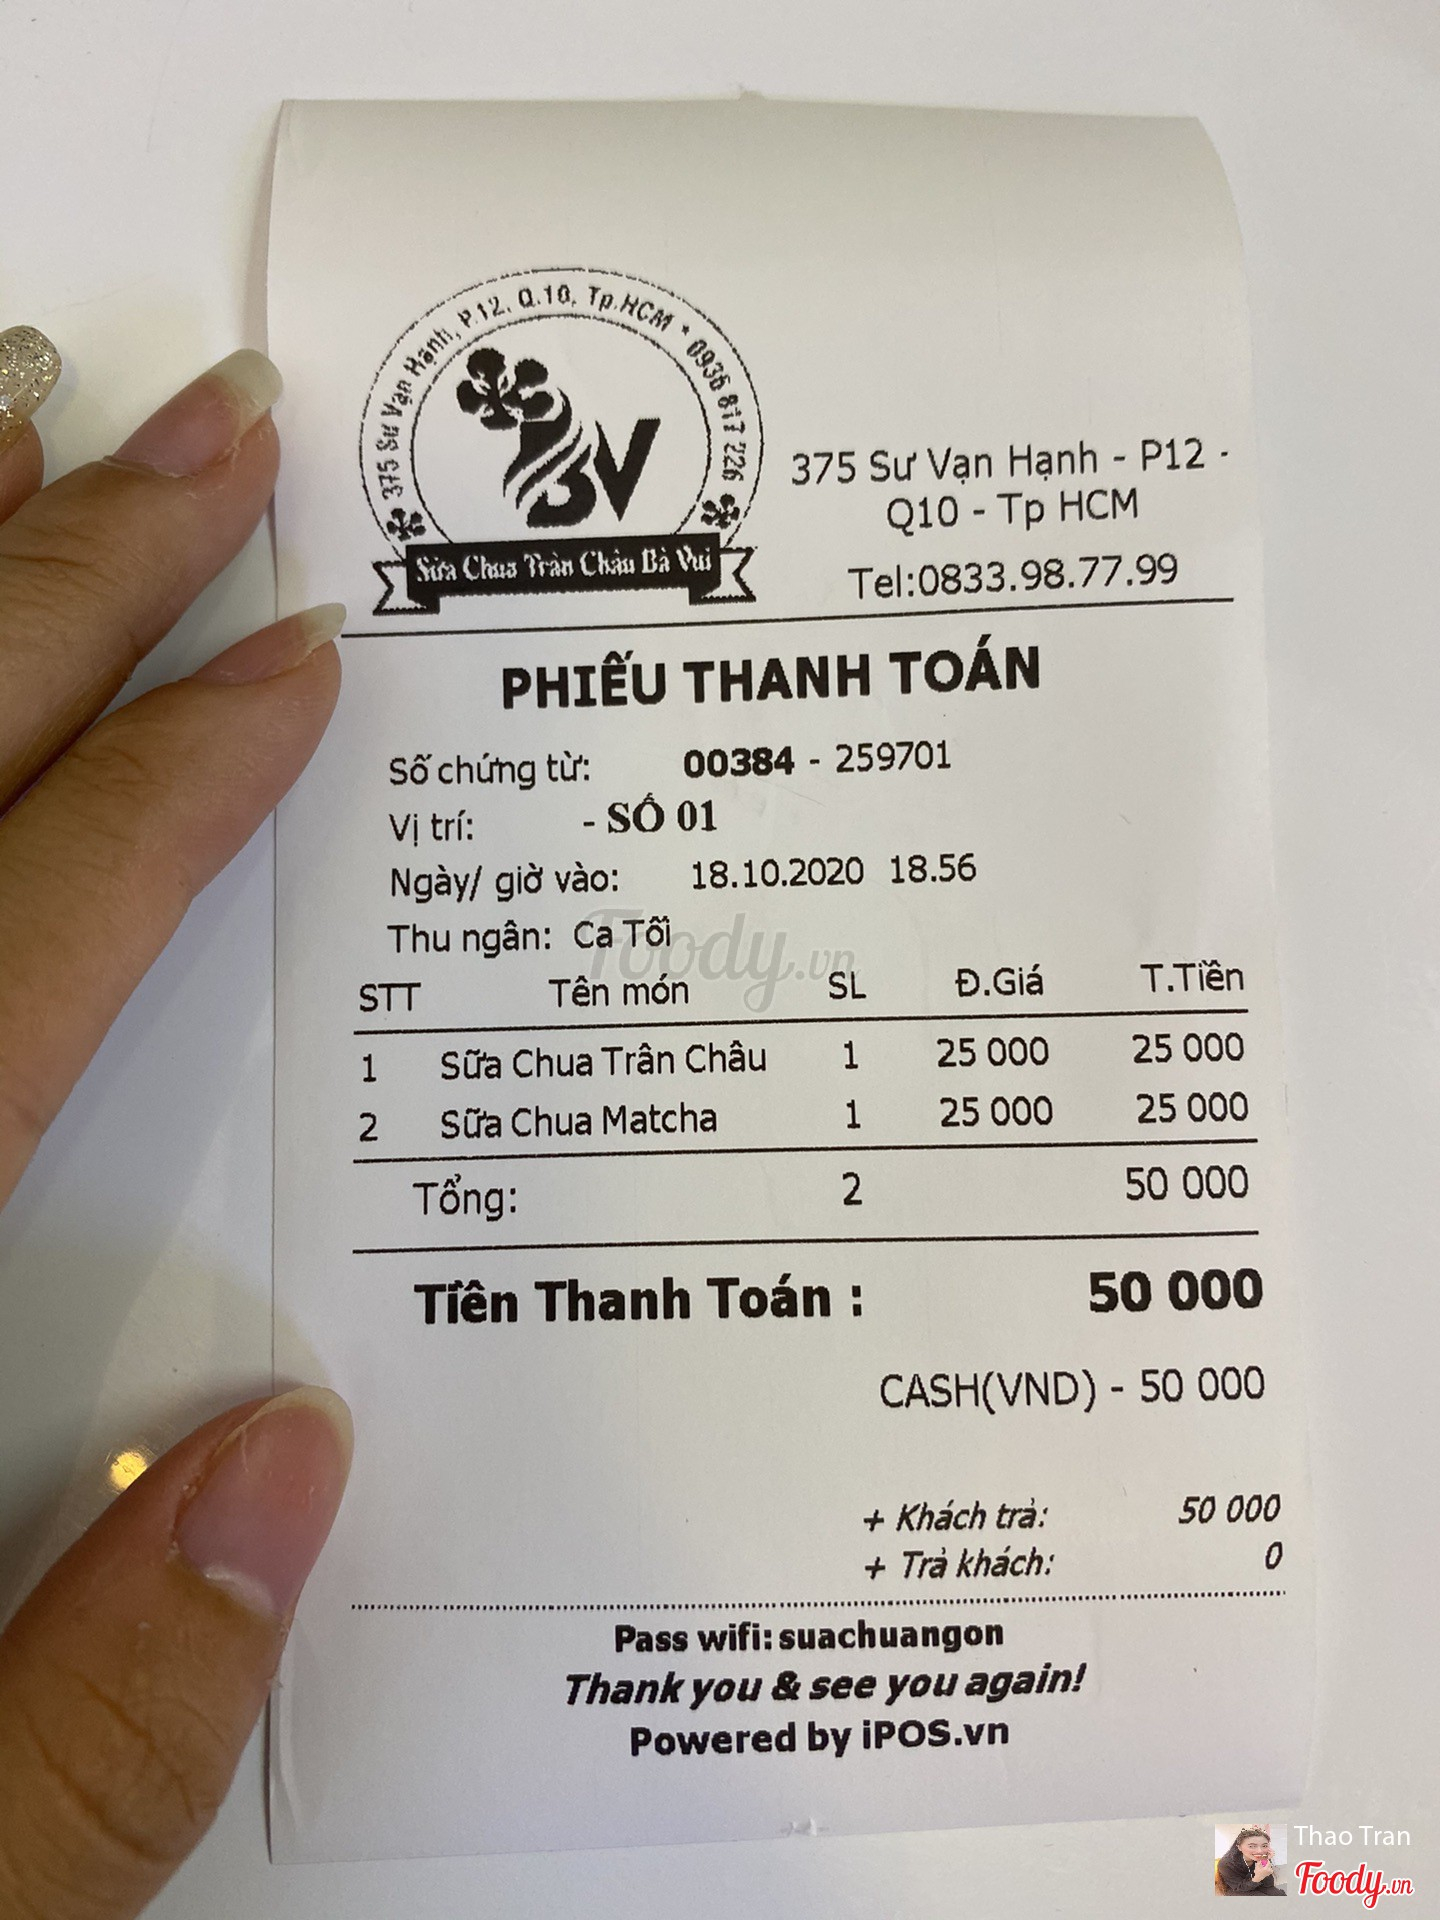 375 Sư Vạn Hạnh, P.12, Q.10, Tp.HCM * 0936 817 226
BV
Sữa Chua Trân Châu Bà Vui
375 Sư Vạn Hạnh - P12 -
Q10 - Tp HCM
Tel:0833.98.77.99
PHIẾU THANH TOÁN
Số chứng từ: 00384 - 259701
Vị trí: - SỐ 01
Ngày/ giờ vào: 18.10.2020 18.56
Thu ngân: Ca Tối
Foody.vn
STT Tên món SL Đ.Giá T.Tiền
1 Sữa Chua Trân Châu 1 25 000 25 000
2 Sữa Chua Matcha 1 25 000 25 000
Tổng: 2 50 000
Tiền Thanh Toán : 50 000
CASH(VND) - 50 000
+ Khách trả: 50 000
+ Trả khách: 0
Pass wifi: suachuangon
Thank you & see you again!
Powered by iPOS.vn
Thao Tran
Foody.vn